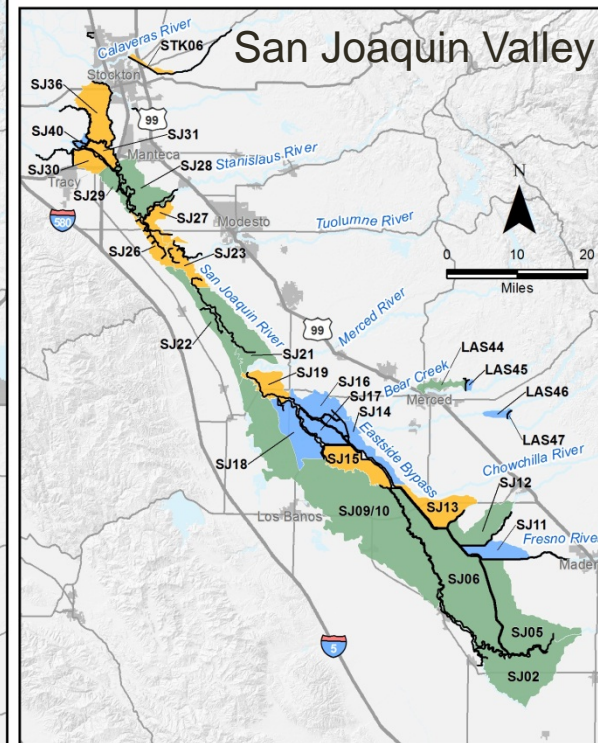 San Joaquin Valley
Calaveras River
STK06
Stockton
SJ36
99
SJ40
SJ31
Manteca
SJ28
Stanislaus River
SJ30
Tracy
SJ29
N
580
SJ27
Modesto
Tuolumne River
SJ26
SJ23
0 10 20
Miles
San Joaquin River
99
Merced River
SJ22
SJ21
LAS44
SJ19
Bear Creek
LAS45
SJ16
Merced
SJ17
LAS46
SJ14
Eastside Bypass
LAS47
SJ18
SJ15
Chowchilla River
SJ12
SJ09/10
SJ13
Los Banos
SJ11
Fresno River
Mader
SJ06
SJ05
5
SJ02